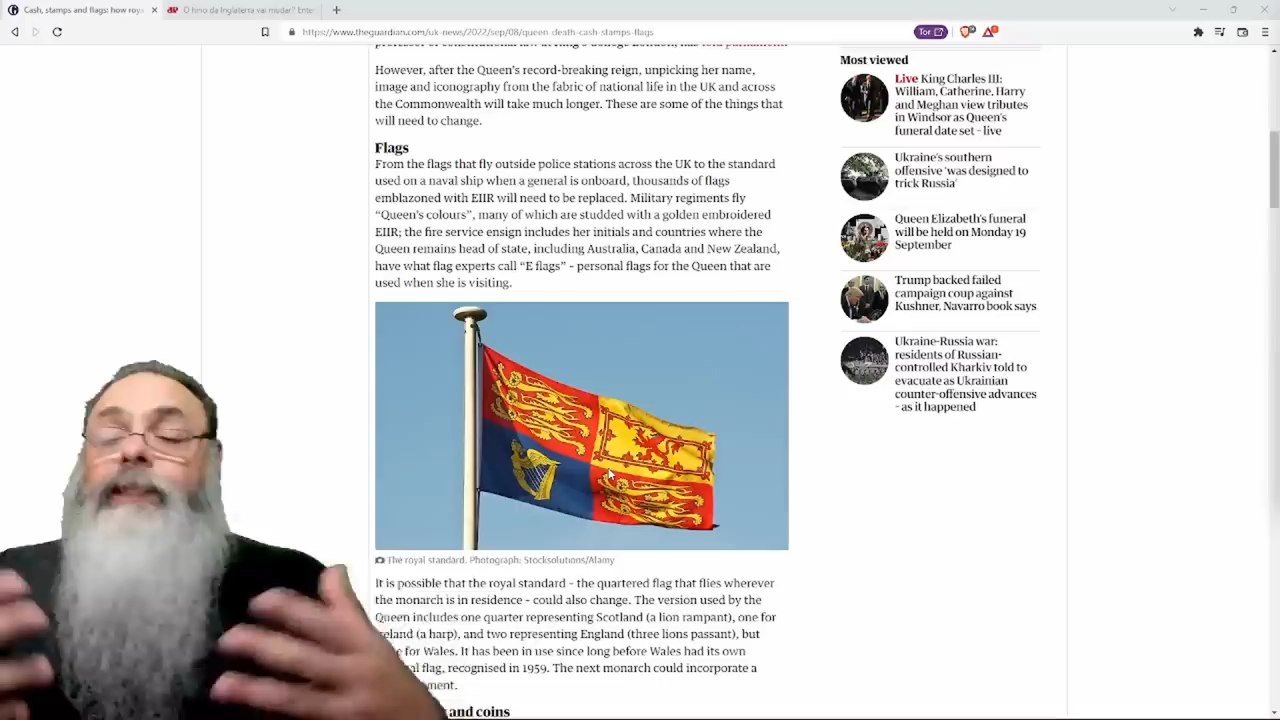 Cash, stamps and flags: how roy
O hino da Inglaterra vai mudar? Ente
https://www.theguardian.com/uk-news/2022/sep/08/queen-death-cash-stamps-flags
Tor
However, after the Queen's record-breaking reign, unpicking her name,
image and iconography from the fabric of national life in the UK and across
the Commonwealth will take much longer. These are some of the things that
will need to change.
Flags
From the flags that fly outside police stations across the UK to the standard
used on a naval ship when a general is onboard, thousands of flags
emblazoned with EIIR will need to be replaced. Military regiments fly
“Queen's colours”, many of which are studded with a golden embroidered
EIIR; the fire service ensign includes her initials and countries where the
Queen remains head of state, including Australia, Canada and New Zealand,
have what flag experts call “E flags” – personal flags for the Queen that are
used when she is visiting.
The royal standard. Photograph: Stocksolutions/Alamy
It is possible that the royal standard – the quartered flag that flies wherever
the monarch is in residence – could also change. The version used by the
Queen includes one quarter representing Scotland (a lion rampant), one for
reland (a harp), and two representing England (three lions passant), but
for Wales. It has been in use since long before Wales had its own
al flag, recognised in 1959. The next monarch could incorporate a
ment.
and coins
Most viewed
Live King Charles III:
William, Catherine, Harry
and Meghan view tributes
in Windsor as Queen's
funeral date set – live
Ukraine's southern
offensive ‘was designed to
trick Russia’
Queen Elizabeth's funeral
will be held on Monday 19
September
Trump backed failed
campaign coup against
Kushner, Navarro book says
Ukraine-Russia war:
residents of Russian-
controlled Kharkiv told to
evacuate as Ukrainian
counter-offensive advances
– as it happened